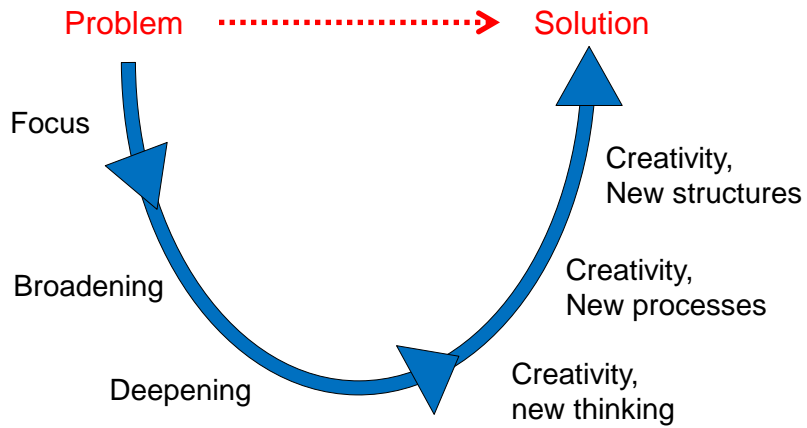 Problem
Solution
Focus
Broadening
Deepening
Creativity,
new thinking
Creativity,
New processes
Creativity,
New structures